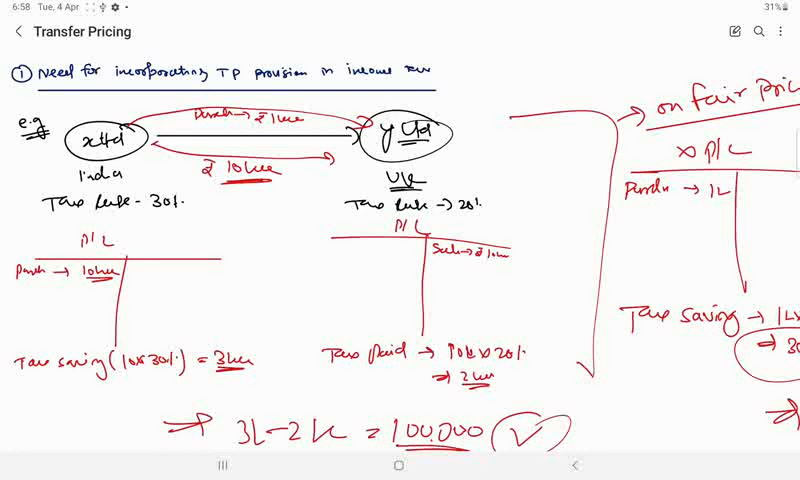 6:58 Tue, 4 Apr
31%
Transfer Pricing
① Need for incorporating TP provision in income
e.g
x Ltd
Purch → ₹ 1 lac
y Ltd
₹ 10 lac
India
UK
Tax Rate - 30%
Tax Rate → 20%
P/L
P/L
Purch → 10 lac
Sale → ₹ 10 lac
Tax saving (10 x 30%) = 3 lac
Tax paid → 10L x 20%
⇒ 2 lac
→ 3L - 2L = 100.000
→ on fair Pric
x P/L
Purch → 1L
Tax saving → 1L x
⇒ 30